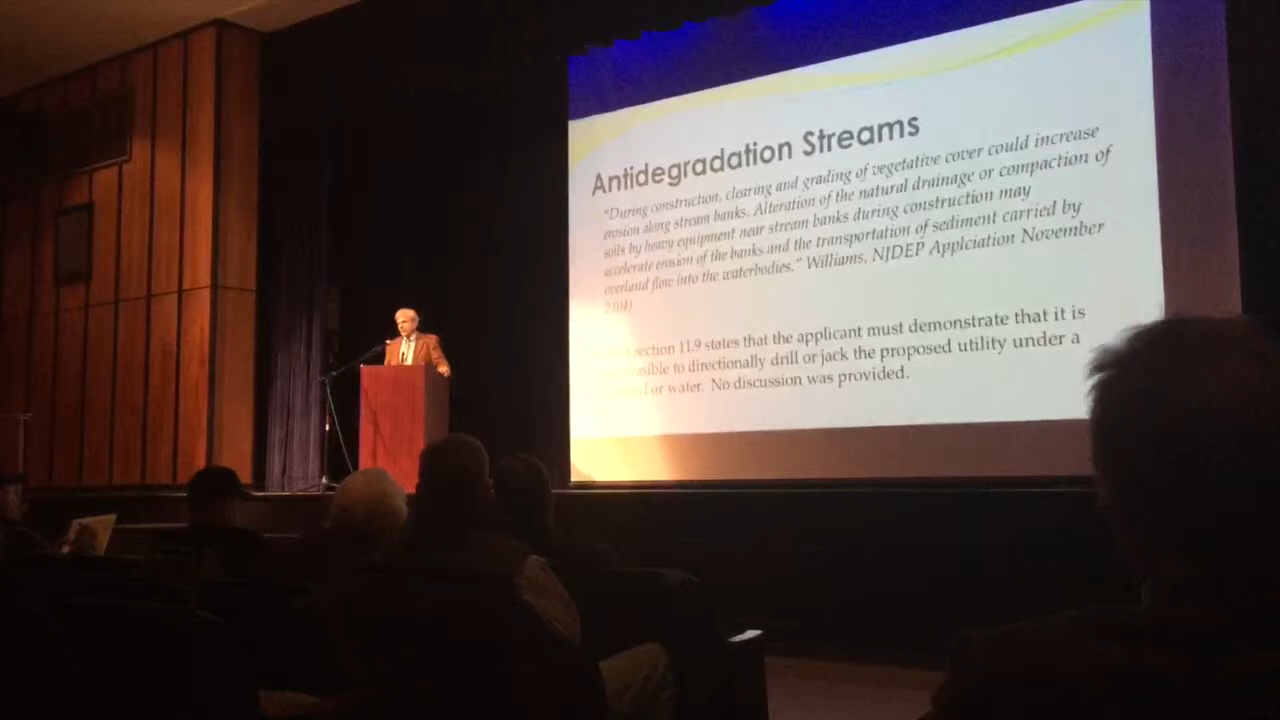 Antidegradation Streams
"During construction, clearing and grading of vegetative cover could increase
erosion along stream banks. Alteration of the natural drainage or compaction of
soils by heavy equipment near stream banks during construction may
accelerate erosion of the banks and the transportation of sediment carried by
overland flow into the waterbodies." Williams, NJDEP Applciation November
section 11.9 states that the applicant must demonstrate that it is
to directionally drill or jack the proposed utility under a
or water. No discussion was provided.